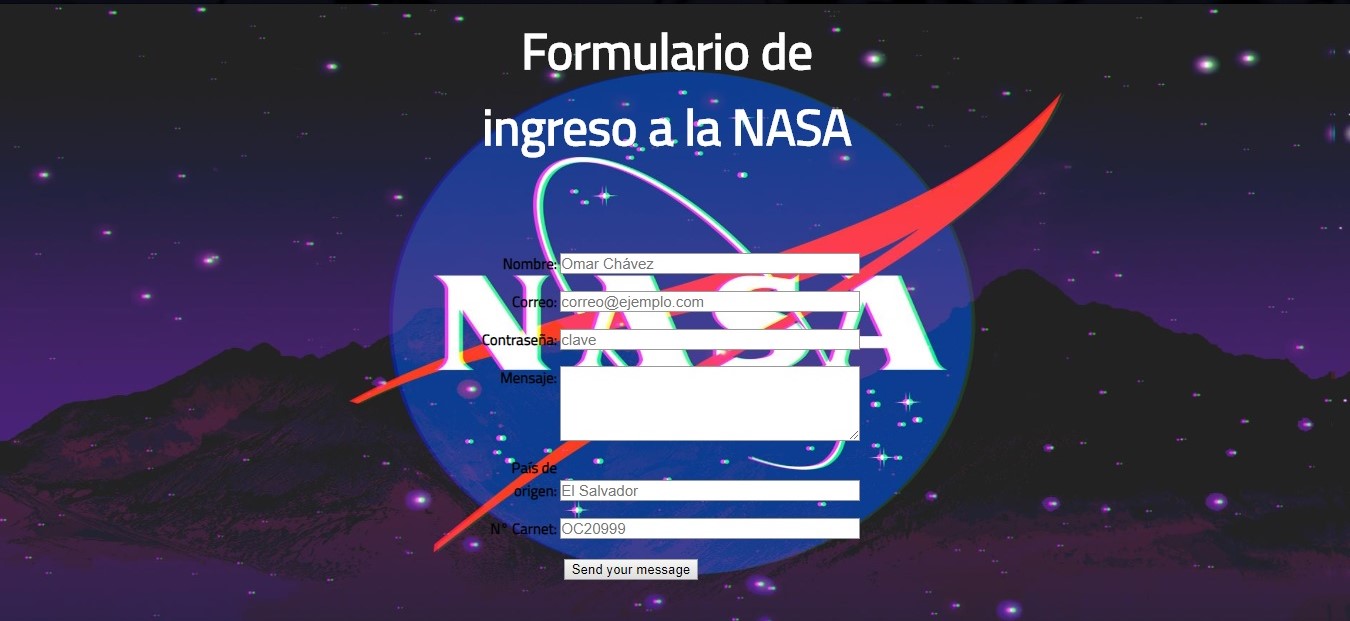 Formulario de
ingreso a la NASA
Nombre: Omar Chávez
NASA
Correo: correo@ejemplo.com
Contraseña: clave
Mensaje:
País de
origen: El Salvador
N° Carnet: OC20999
Send your message